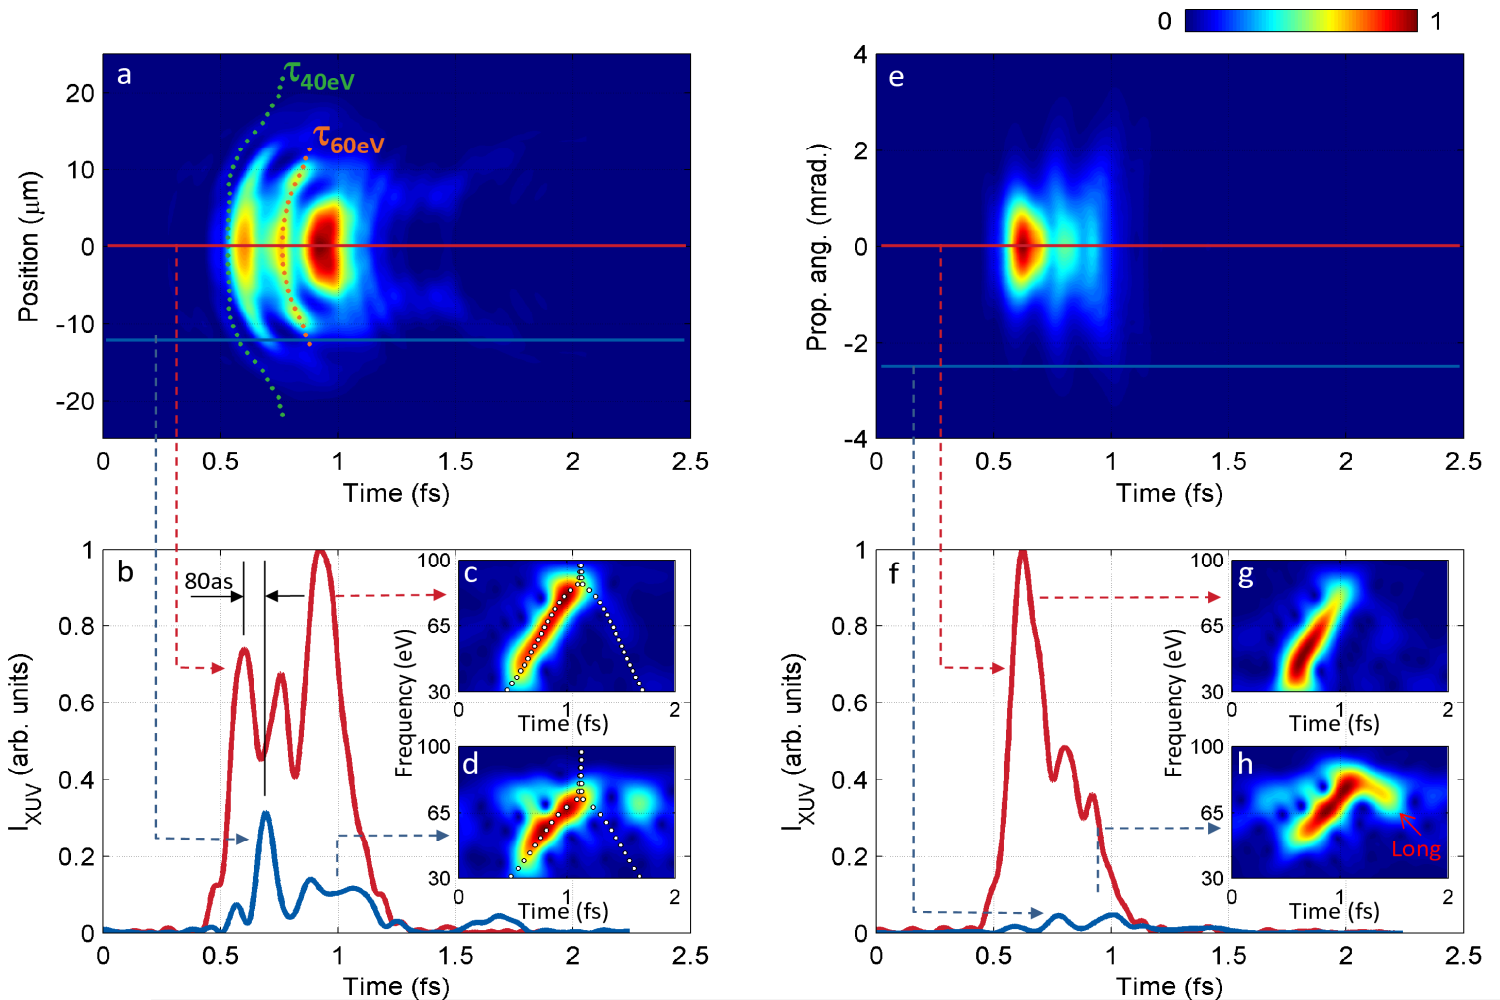 0 1
a
τ40eV
τ60eV
20
10
0
-10
-20
Position (μm)
0 0.5 1 1.5 2 2.5
Time (fs)
e
4
2
0
-2
-4
Prop. ang. (mrad.)
0 0.5 1 1.5 2 2.5
Time (fs)
b
80as
1
0.8
0.6
0.4
0.2
0
IXUV (arb. units)
0 0.5 1 1.5 2 2.5
Time (fs)
c
100
65
30
0 1 2
Time (fs)
Frequency (eV)
d
100
65
30
0 1 2
Time (fs)
f
1
0.8
0.6
0.4
0.2
0
IXUV (arb. units)
0 0.5 1 1.5 2 2.5
Time (fs)
g
100
65
30
0 1 2
Time (fs)
Frequency (eV)
h
Long
100
65
30
0 1 2
Time (fs)